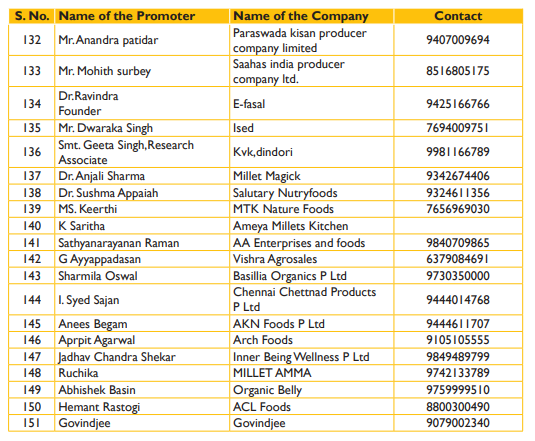 S. No. Name of the Promoter Name of the Company Contact
132 Mr. Anandra patidar Paraswada kisan producer company limited 9407009694
133 Mr. Mohith surbey Saahas india producer company ltd. 8516805175
134 Dr.Ravindra Founder E-fasal 9425166766
135 Mr. Dwaraka Singh Ised 7694009751
136 Smt. Geeta Singh,Research Associate Kvk,dindori 9981166789
137 Dr. Anjali Sharma Millet Magick 9342674406
138 Dr. Sushma Appaiah Salutary Nutryfoods 9324611356
139 MS. Keerthi MTK Nature Foods 7656969030
140 K Saritha Ameya Millets Kitchen
141 Sathyanarayanan Raman AA Enterprises and foods 9840709865
142 G Ayyappadasan Vishra Agrosales 6379084691
143 Sharmila Oswal Basillia Organics P Ltd 9730350000
144 I. Syed Sajan Chennai Chettnad Products P Ltd 9444014768
145 Anees Begam AKN Foods P Ltd 9444611707
146 Aprpit Agarwal Arch Foods 9105105555
147 Jadhav Chandra Shekar Inner Being Wellness P Ltd 9849489799
148 Ruchika MILLET AMMA 9742133789
149 Abhishek Basin Organic Belly 9759999510
150 Hemant Rastogi ACL Foods 8800300490
151 Govindjee Govindjee 9079002340